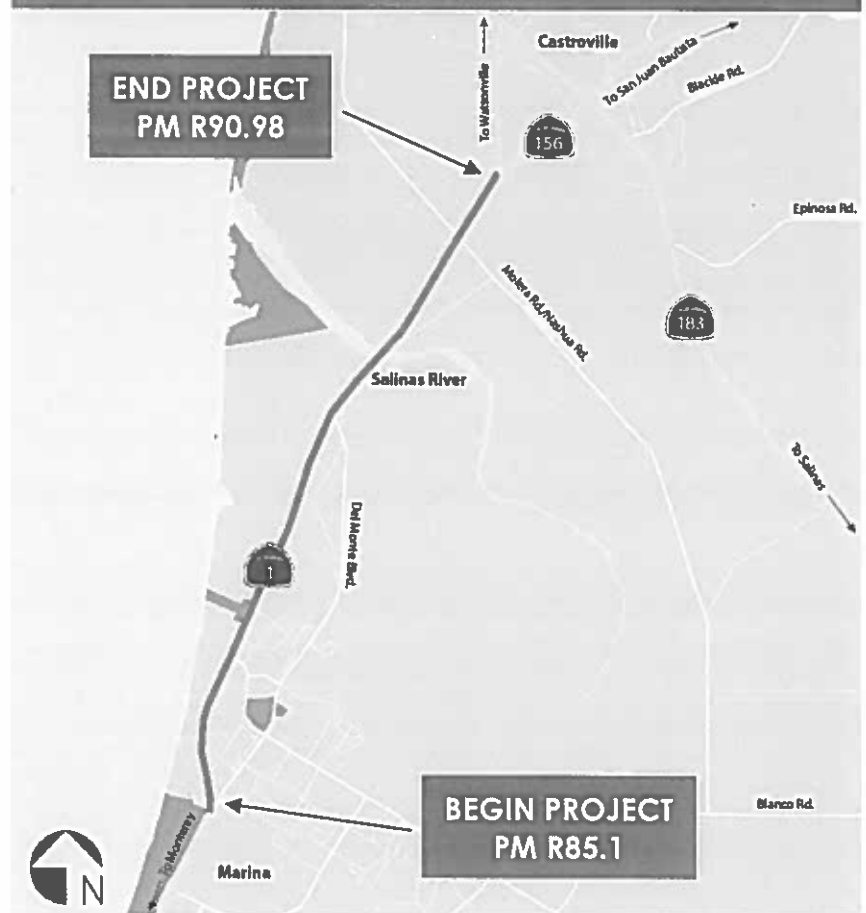 Castroville
END PROJECT
PM R90.98
To Watsonville
To San Juan Bautista
Blackie Rd.
156
Epinosa Rd.
Molera Rd./Nashua Rd.
183
Salinas River
To Salinas
Del Monte Blvd.
1
BEGIN PROJECT
PM R85.1
Blanco Rd.
To Monterey
Marina
N